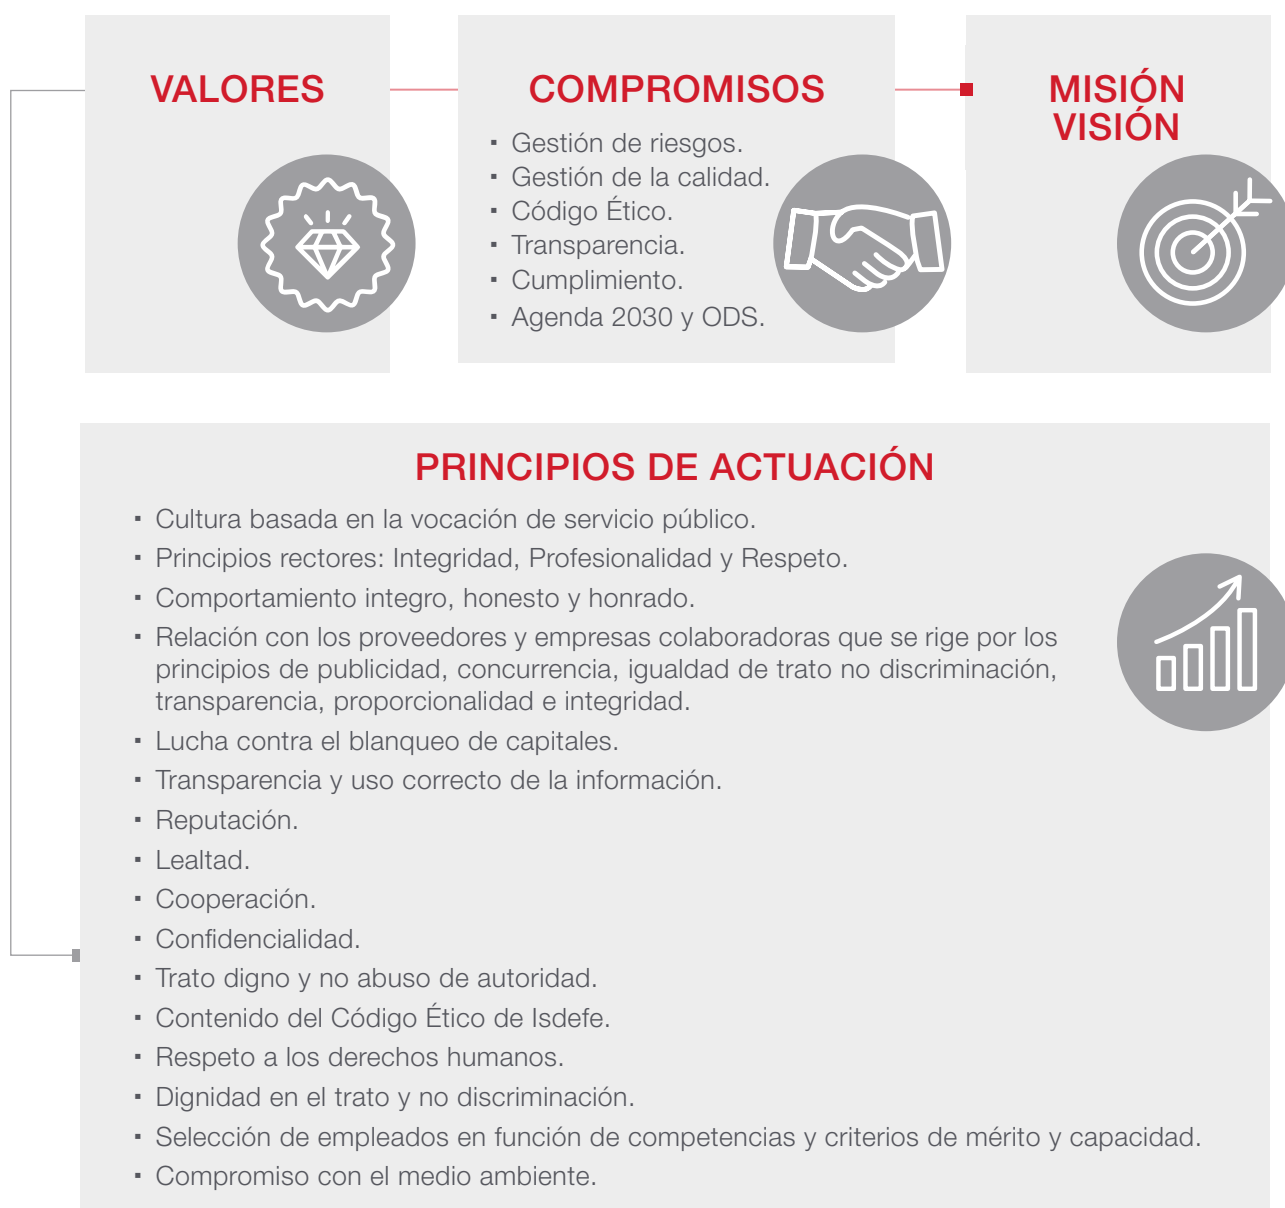 VALORES
COMPROMISOS
▪ Gestión de riesgos.
▪ Gestión de la calidad.
▪ Código Ético.
▪ Transparencia.
▪ Cumplimiento.
▪ Agenda 2030 y ODS.
MISIÓN
VISIÓN
PRINCIPIOS DE ACTUACIÓN
▪ Cultura basada en la vocación de servicio público.
▪ Principios rectores: Integridad, Profesionalidad y Respeto.
▪ Comportamiento integro, honesto y honrado.
▪ Relación con los proveedores y empresas colaboradoras que se rige por los
principios de publicidad, concurrencia, igualdad de trato no discriminación,
transparencia, proporcionalidad e integridad.
▪ Lucha contra el blanqueo de capitales.
▪ Transparencia y uso correcto de la información.
▪ Reputación.
▪ Lealtad.
▪ Cooperación.
▪ Confidencialidad.
▪ Trato digno y no abuso de autoridad.
▪ Contenido del Código Ético de Isdefe.
▪ Respeto a los derechos humanos.
▪ Dignidad en el trato y no discriminación.
▪ Selección de empleados en función de competencias y criterios de mérito y capacidad.
▪ Compromiso con el medio ambiente.